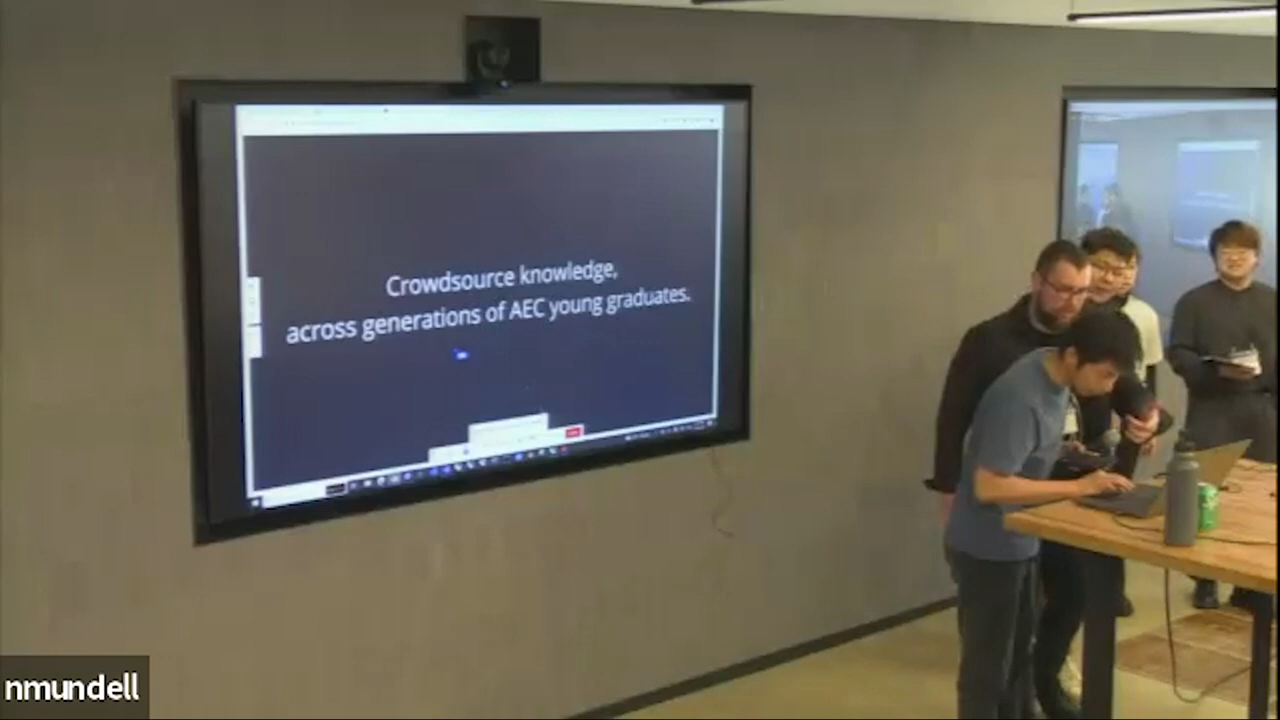 Crowdsource knowledge,
across generations of AEC young graduates.
nmundell